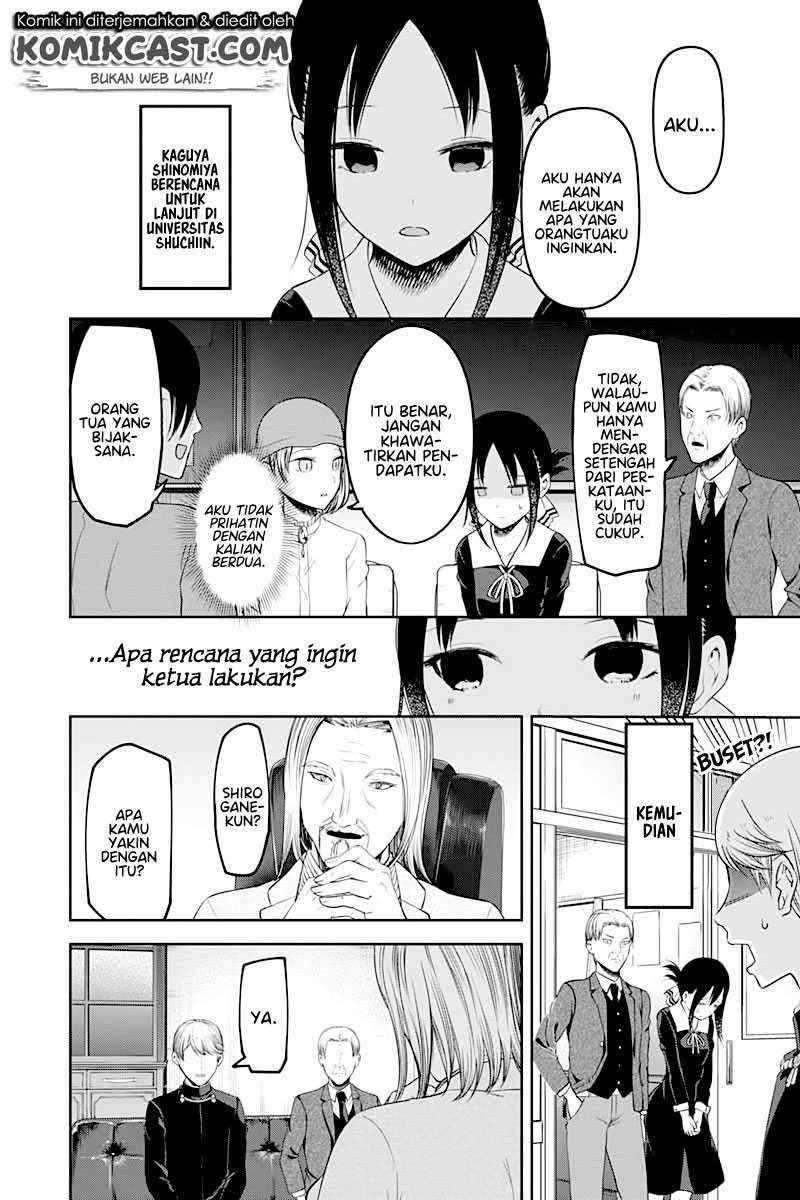 Komik ini diterjemahkan & diedit oleh
KOMIKCAST.COM
BUKAN WEB LAIN!!
AKU...
AKU HANYA
AKAN
MELAKUKAN
APA YANG
ORANGTUAKU
INGINKAN.
KAGUYA
SHINOMIYA
BERENCANA
UNTUK
LANJUT DI
UNIVERSITAS
SHUCHIIN.
TIDAK,
WALAU-
PUN KAMU
HANYA
MEN-
DENGAR
SETENGAH
DARI PER-
KATAAN-
KU, ITU
SUDAH
CUKUP.
ITU BENAR,
JANGAN
KHAWA-
TIRKAN PEN-
DAPATKU.
AKU TIDAK
PRIHATIN
DENGAN
KALIAN
BERDUA.
ORANG
TUA YANG
BIJAK-
SANA.
...Apa rencana yang ingin
ketua lakukan?
BUSET?!
KEMU-
DIAN
SHIRO
GANE-
KUN?
APA
KAMU
YAKIN
DENGAN
ITU?
YA.